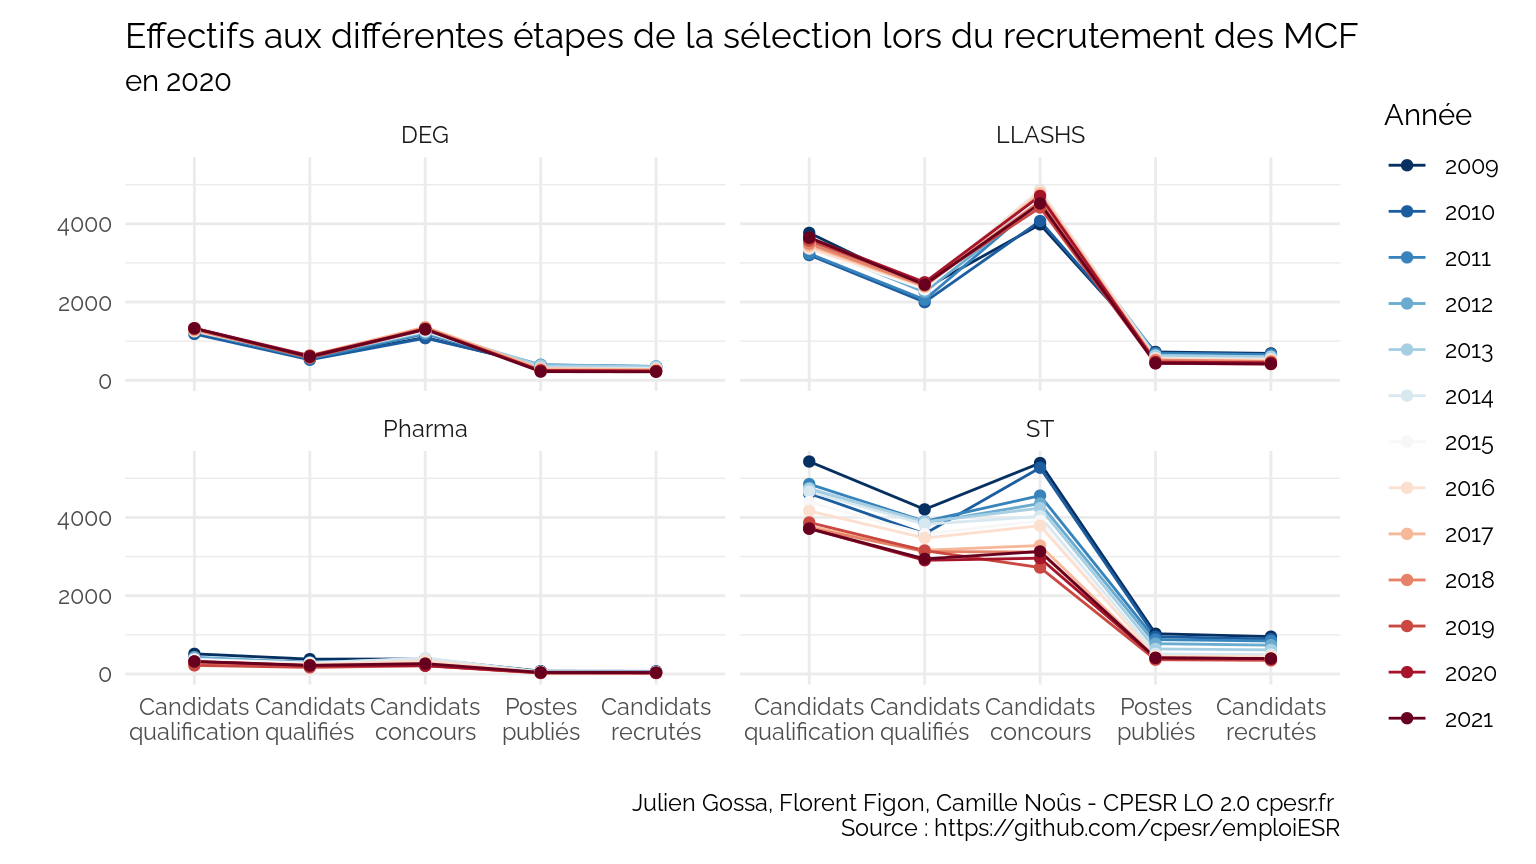 Effectifs aux différentes étapes de la sélection lors du recrutement des MCF
en 2020
DEG
LLASHS
4000
2000
0
Pharma
ST
4000
2000
0
Candidats qualification
Candidats qualifiés
Candidats concours
Postes publiés
Candidats recrutés
Candidats qualification
Candidats qualifiés
Candidats concours
Postes publiés
Candidats recrutés
Année
2009
2010
2011
2012
2013
2014
2015
2016
2017
2018
2019
2020
2021
Julien Gossa, Florent Figon, Camille Noûs - CPESR LO 2.0 cpesr.fr
Source : https://github.com/cpesr/emploiESR